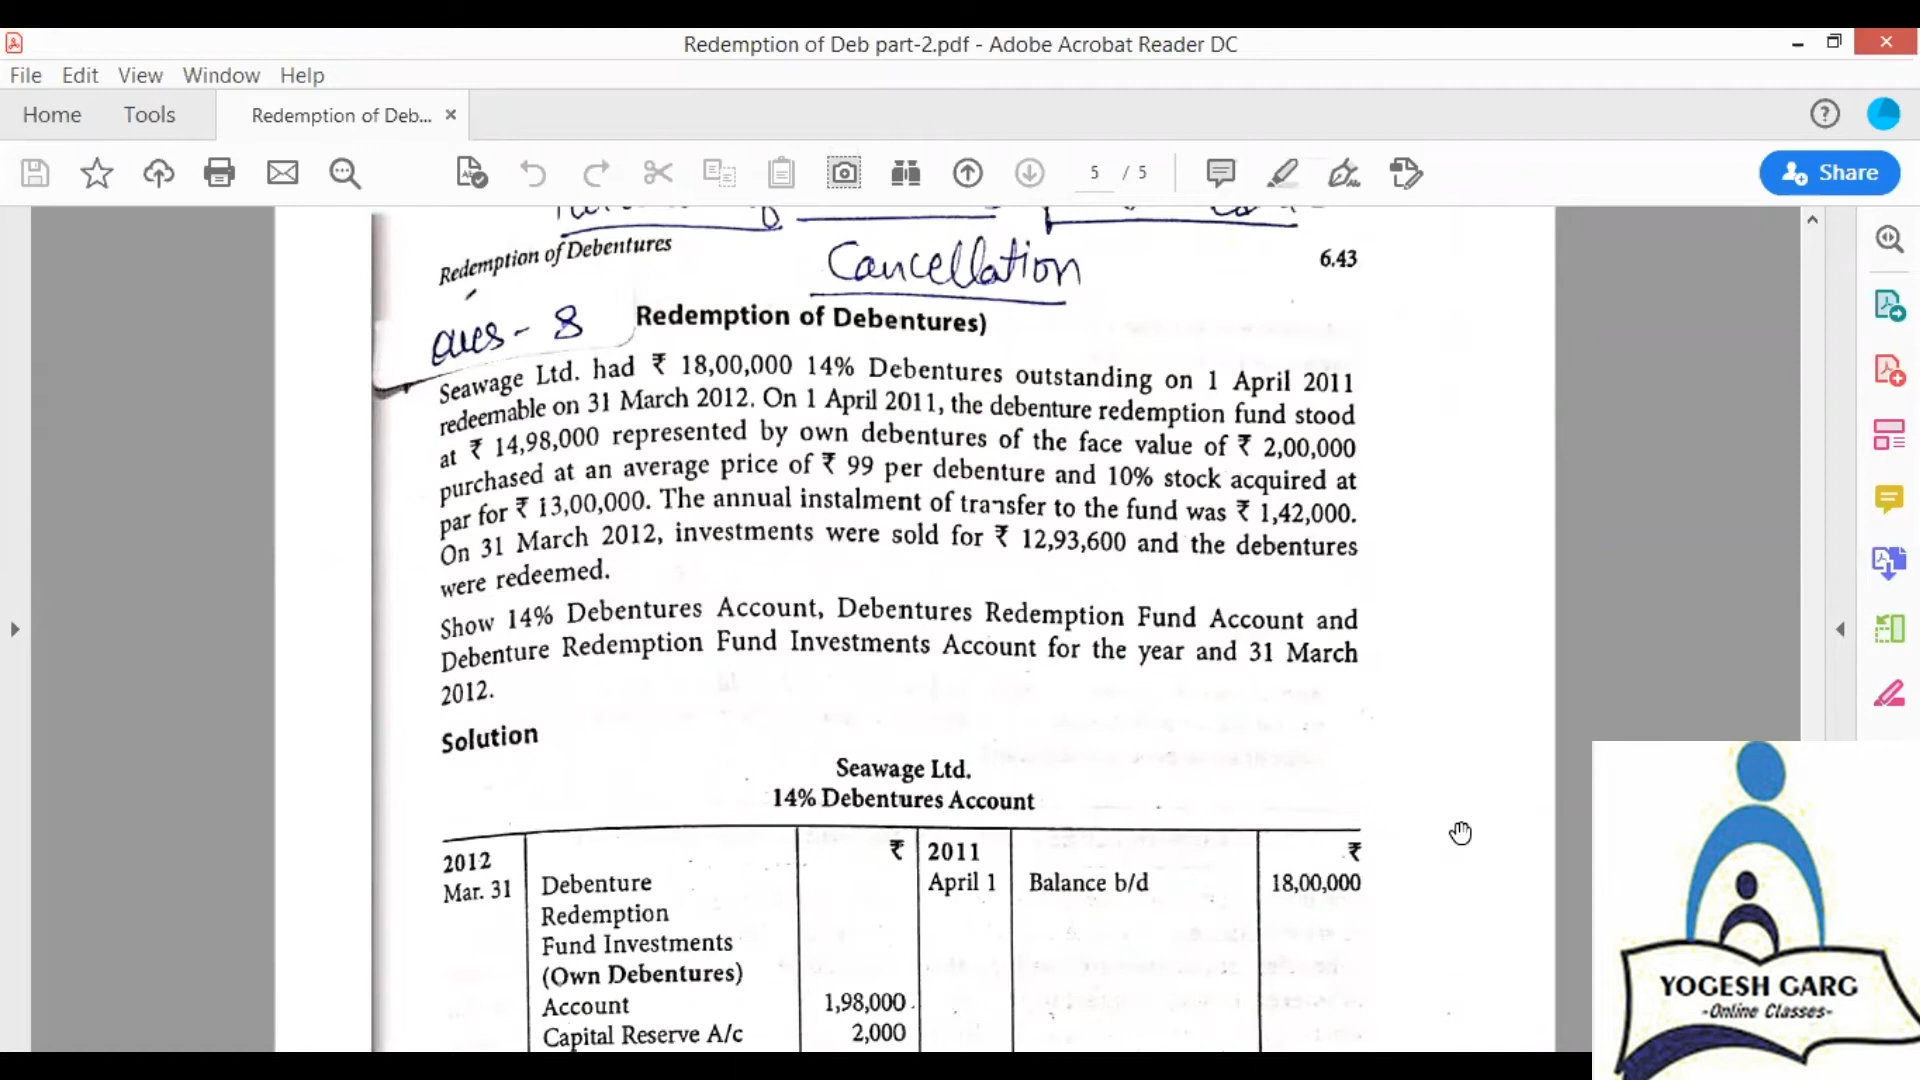 Redemption of Deb part-2.pdf - Adobe Acrobat Reader DC
File Edit View Window Help
Home Tools Redemption of Deb... ×
5 / 5 Share
Redemption of Debentures 6.43
Cancellation
ques - 8
Redemption of Debentures)
Seawage Ltd. had ₹ 18,00,000 14% Debentures outstanding on 1 April 2011
redeemable on 31 March 2012. On 1 April 2011, the debenture redemption fund stood
at ₹ 14,98,000 represented by own debentures of the face value of ₹ 2,00,000
purchased at an average price of ₹ 99 per debenture and 10% stock acquired at
par for ₹ 13,00,000. The annual instalment of transfer to the fund was ₹ 1,42,000.
On 31 March 2012, investments were sold for ₹ 12,93,600 and the debentures
were redeemed.
Show 14% Debentures Account, Debentures Redemption Fund Account and
Debenture Redemption Fund Investments Account for the year and 31 March
2012.
Solution
Seawage Ltd.
14% Debentures Account
2012 ₹ 2011 ₹
Mar. 31 Debenture April 1 Balance b/d 18,00,000
Redemption
Fund Investments
(Own Debentures)
Account 1,98,000
Capital Reserve A/c 2,000
YOGESH GARG
-Online Classes-